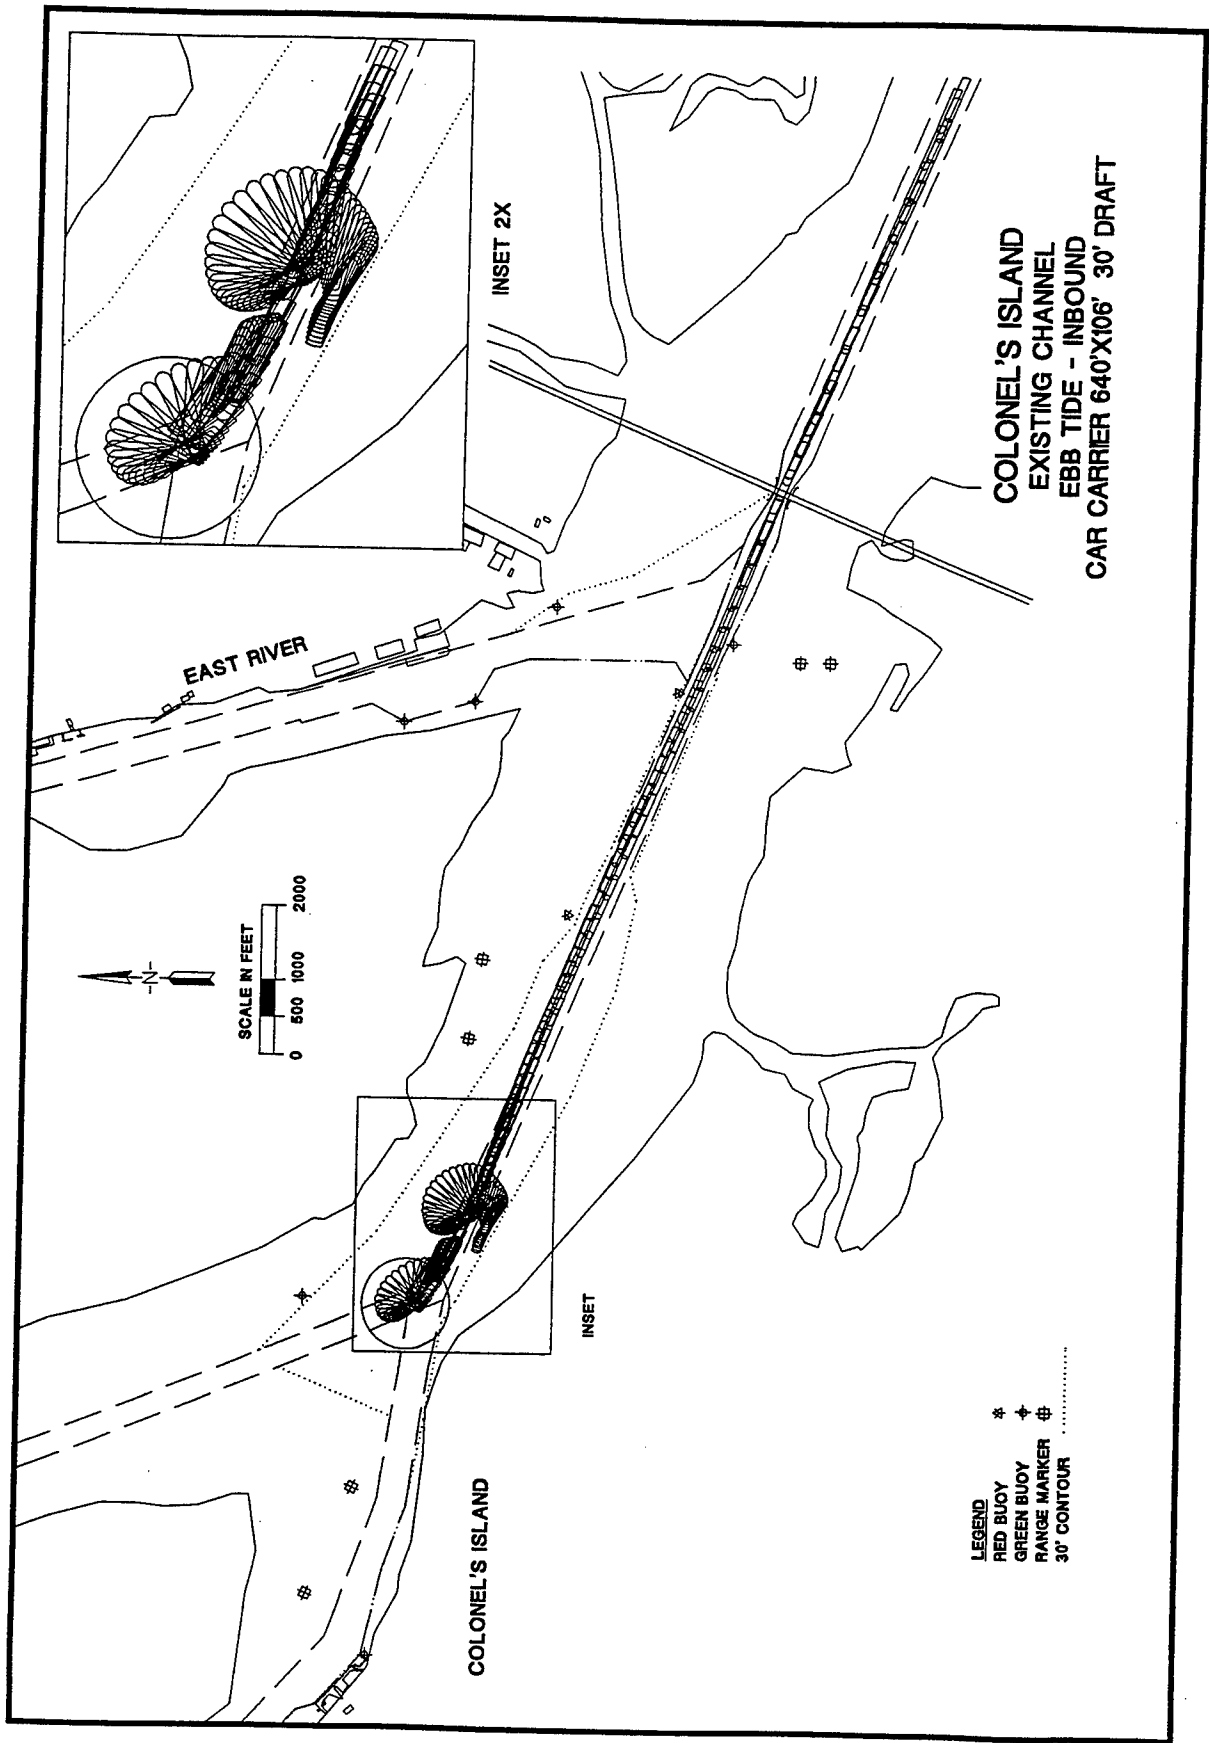 INSET 2X
EAST RIVER
SCALE IN FEET
0 500 1000 2000
-N-
INSET
COLONEL'S ISLAND
COLONEL'S ISLAND
EXISTING CHANNEL
EBB TIDE - INBOUND
CAR CARRIER 640'X106' 30' DRAFT
LEGEND
RED BUOY
GREEN BUOY
RANGE MARKER
30' CONTOUR